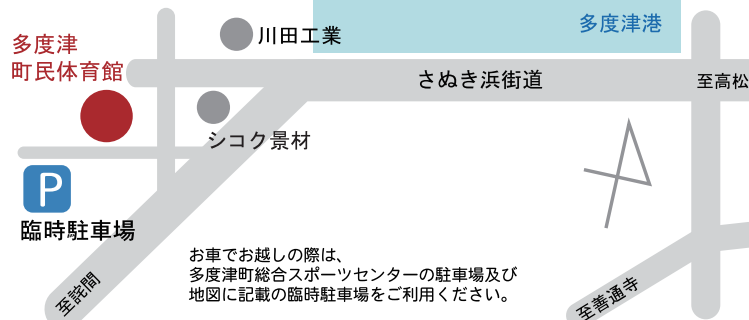 多度津港
川田工業
多度津
町民体育館
さぬき浜街道
至高松
シコク景材
P
臨時駐車場
お車でお越しの際は、
多度津町総合スポーツセンターの駐車場及び
地図に記載の臨時駐車場をご利用ください。
至詫間
至善通寺